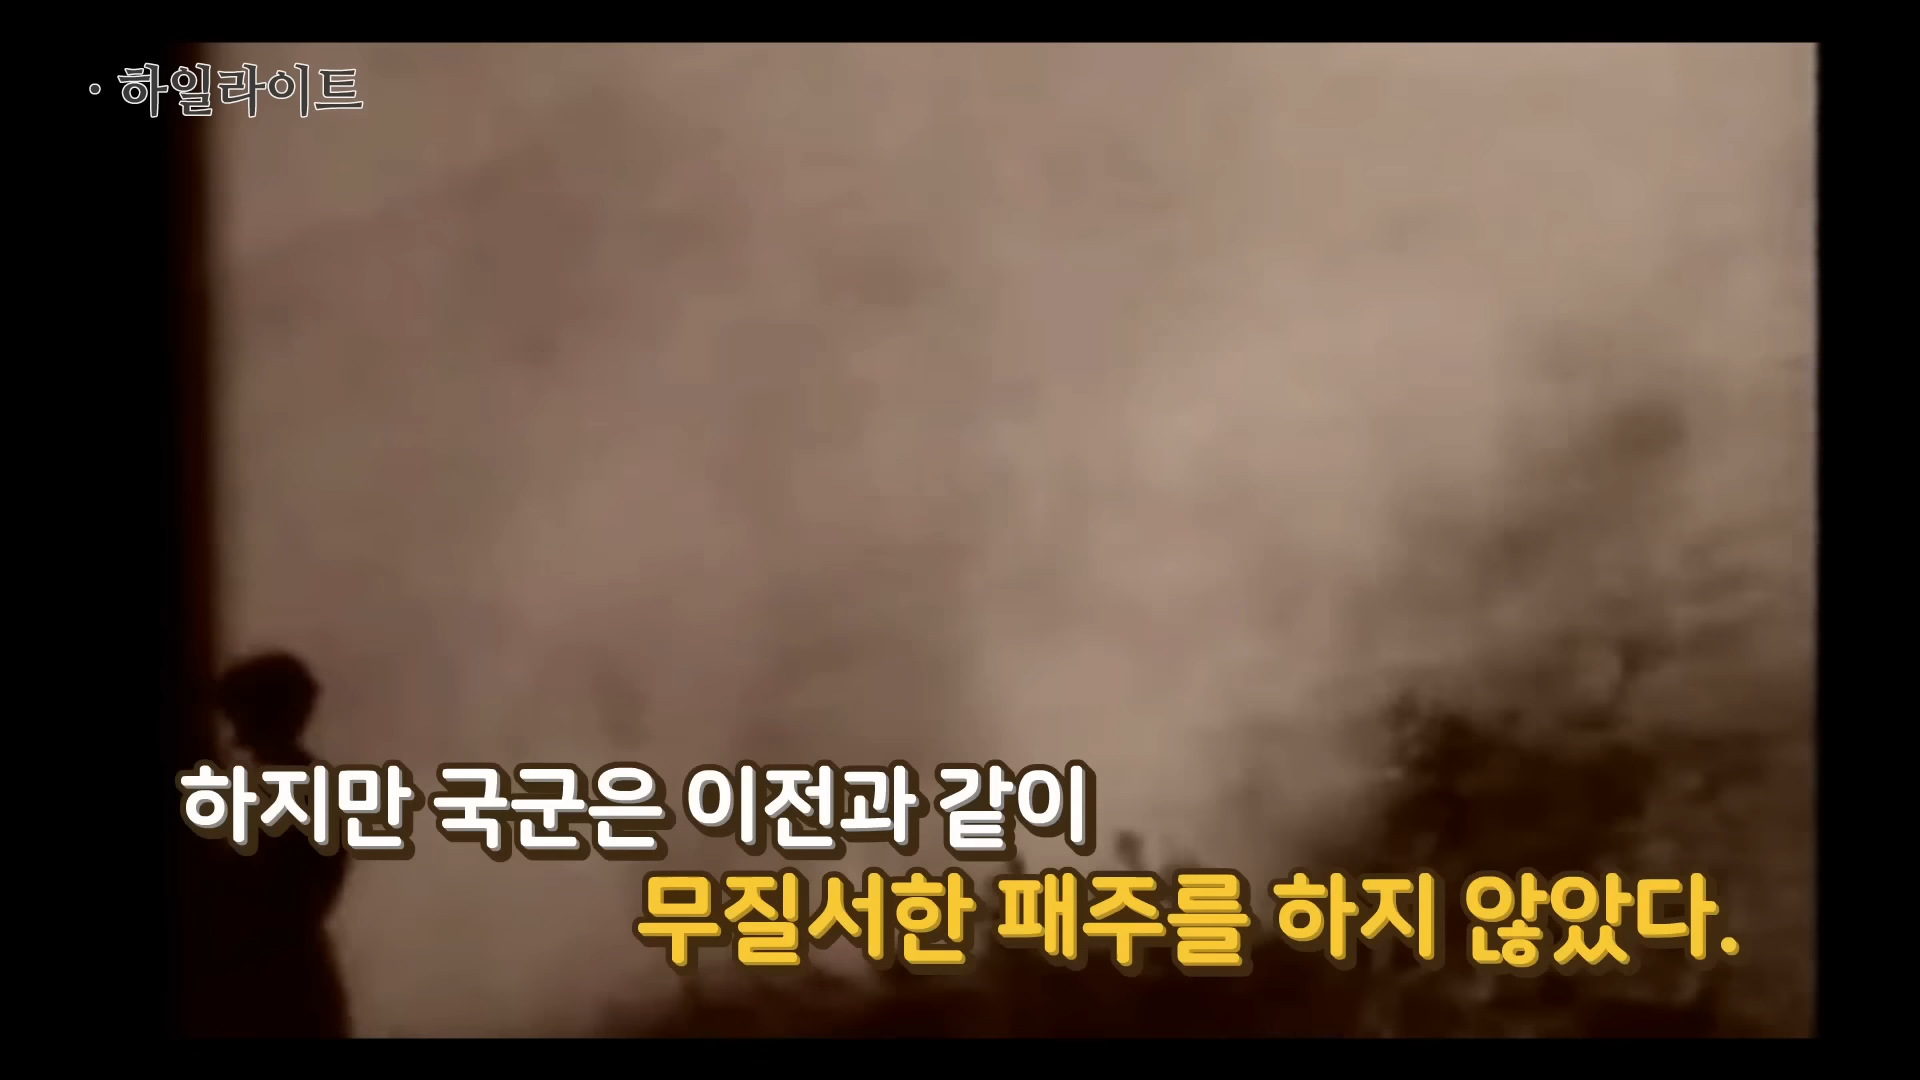 · 하일라이트
하지만 국군은 이전과 같이
무질서한 패주를 하지 않았다.